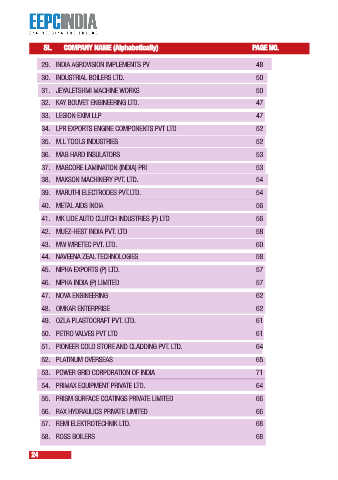 EEPCINDIA
SL. COMPANY NAME (Alphabetically) PAGE NO.
29. INDIA AGROVISION IMPLEMENTS PV 48
30. INDUSTRIAL BOILERS LTD. 50
31. JEYALETSHMI MACHINE WORKS 50
32. KAY BOUVET ENGINEERING LTD. 47
33. LEGION EXIM LLP 47
34. LPR EXPORTS ENGINE COMPONENTS PVT LTD 52
35. M.I. TOOLS INDUSTRIES 52
36. MAB HARD INSULATORS 53
37. MAGCORE LAMINATION (INDIA) PRI 53
38. MAKSON MACHINERY PVT. LTD. 54
39. MARUTHI ELECTRODES PVT.LTD. 54
40. METAL AIDS INDIA 56
41. MK LIDE AUTO CLUTCH INDUSTRIES (P) LTD 56
42. MUEZ-HEST INDIA PVT. LTD 58
43. MW WIRETEC PVT. LTD. 60
44. NAVEENA ZEAL TECHNOLOGIES 58
45. NIPHA EXPORTS (P) LTD. 57
46. NIPHA INDIA (P) LIMITED 57
47. NOVA ENGINEERING 62
48. OMKAR ENTERPRISE 62
49. OZLA PLASTOCRAFT PVT. LTD. 61
50. PETRO VALVES PVT LTD 61
51. PIONEER COLD STORE AND CLADDING PVT. LTD. 64
52. PLATINUM OVERSEAS 65
53. POWER GRID CORPORATION OF INDIA 71
54. PRIMAX EQUIPMENT PRIVATE LTD. 64
55. PRISM SURFACE COATINGS PRIVATE LIMITED 66
56. RAX HYDRAULICS PRIVATE LIMITED 66
57. REMI ELEKTROTECHNIK LTD. 68
58. ROSS BOILERS 68
24